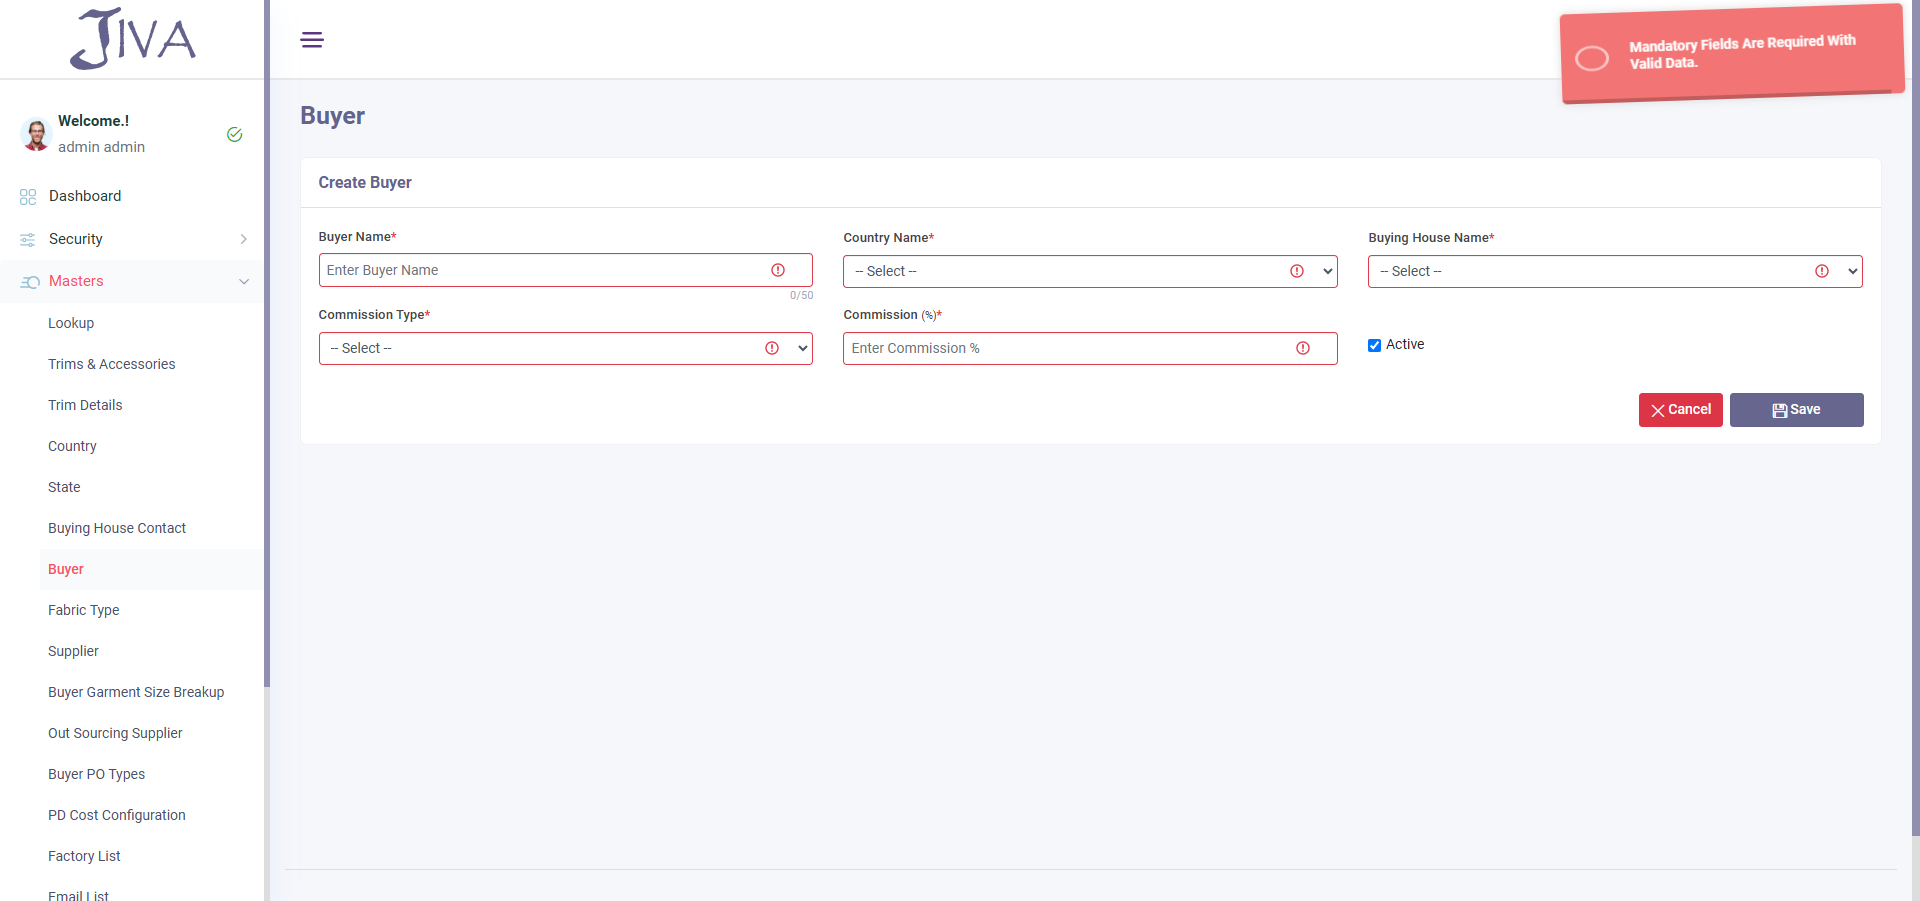 JIVA
Mandatory Fields Are Required With
Valid Data.
Welcome.!
admin admin
Dashboard
Security
Masters
Lookup
Trims & Accessories
Trim Details
Country
State
Buying House Contact
Buyer
Fabric Type
Supplier
Buyer Garment Size Breakup
Out Sourcing Supplier
Buyer PO Types
PD Cost Configuration
Factory List
Email List
Buyer
Create Buyer
Buyer Name*
Enter Buyer Name
0/50
Country Name*
-- Select --
Buying House Name*
-- Select --
Commission Type*
-- Select --
Commission (%)*
Enter Commission %
Active
Cancel
Save